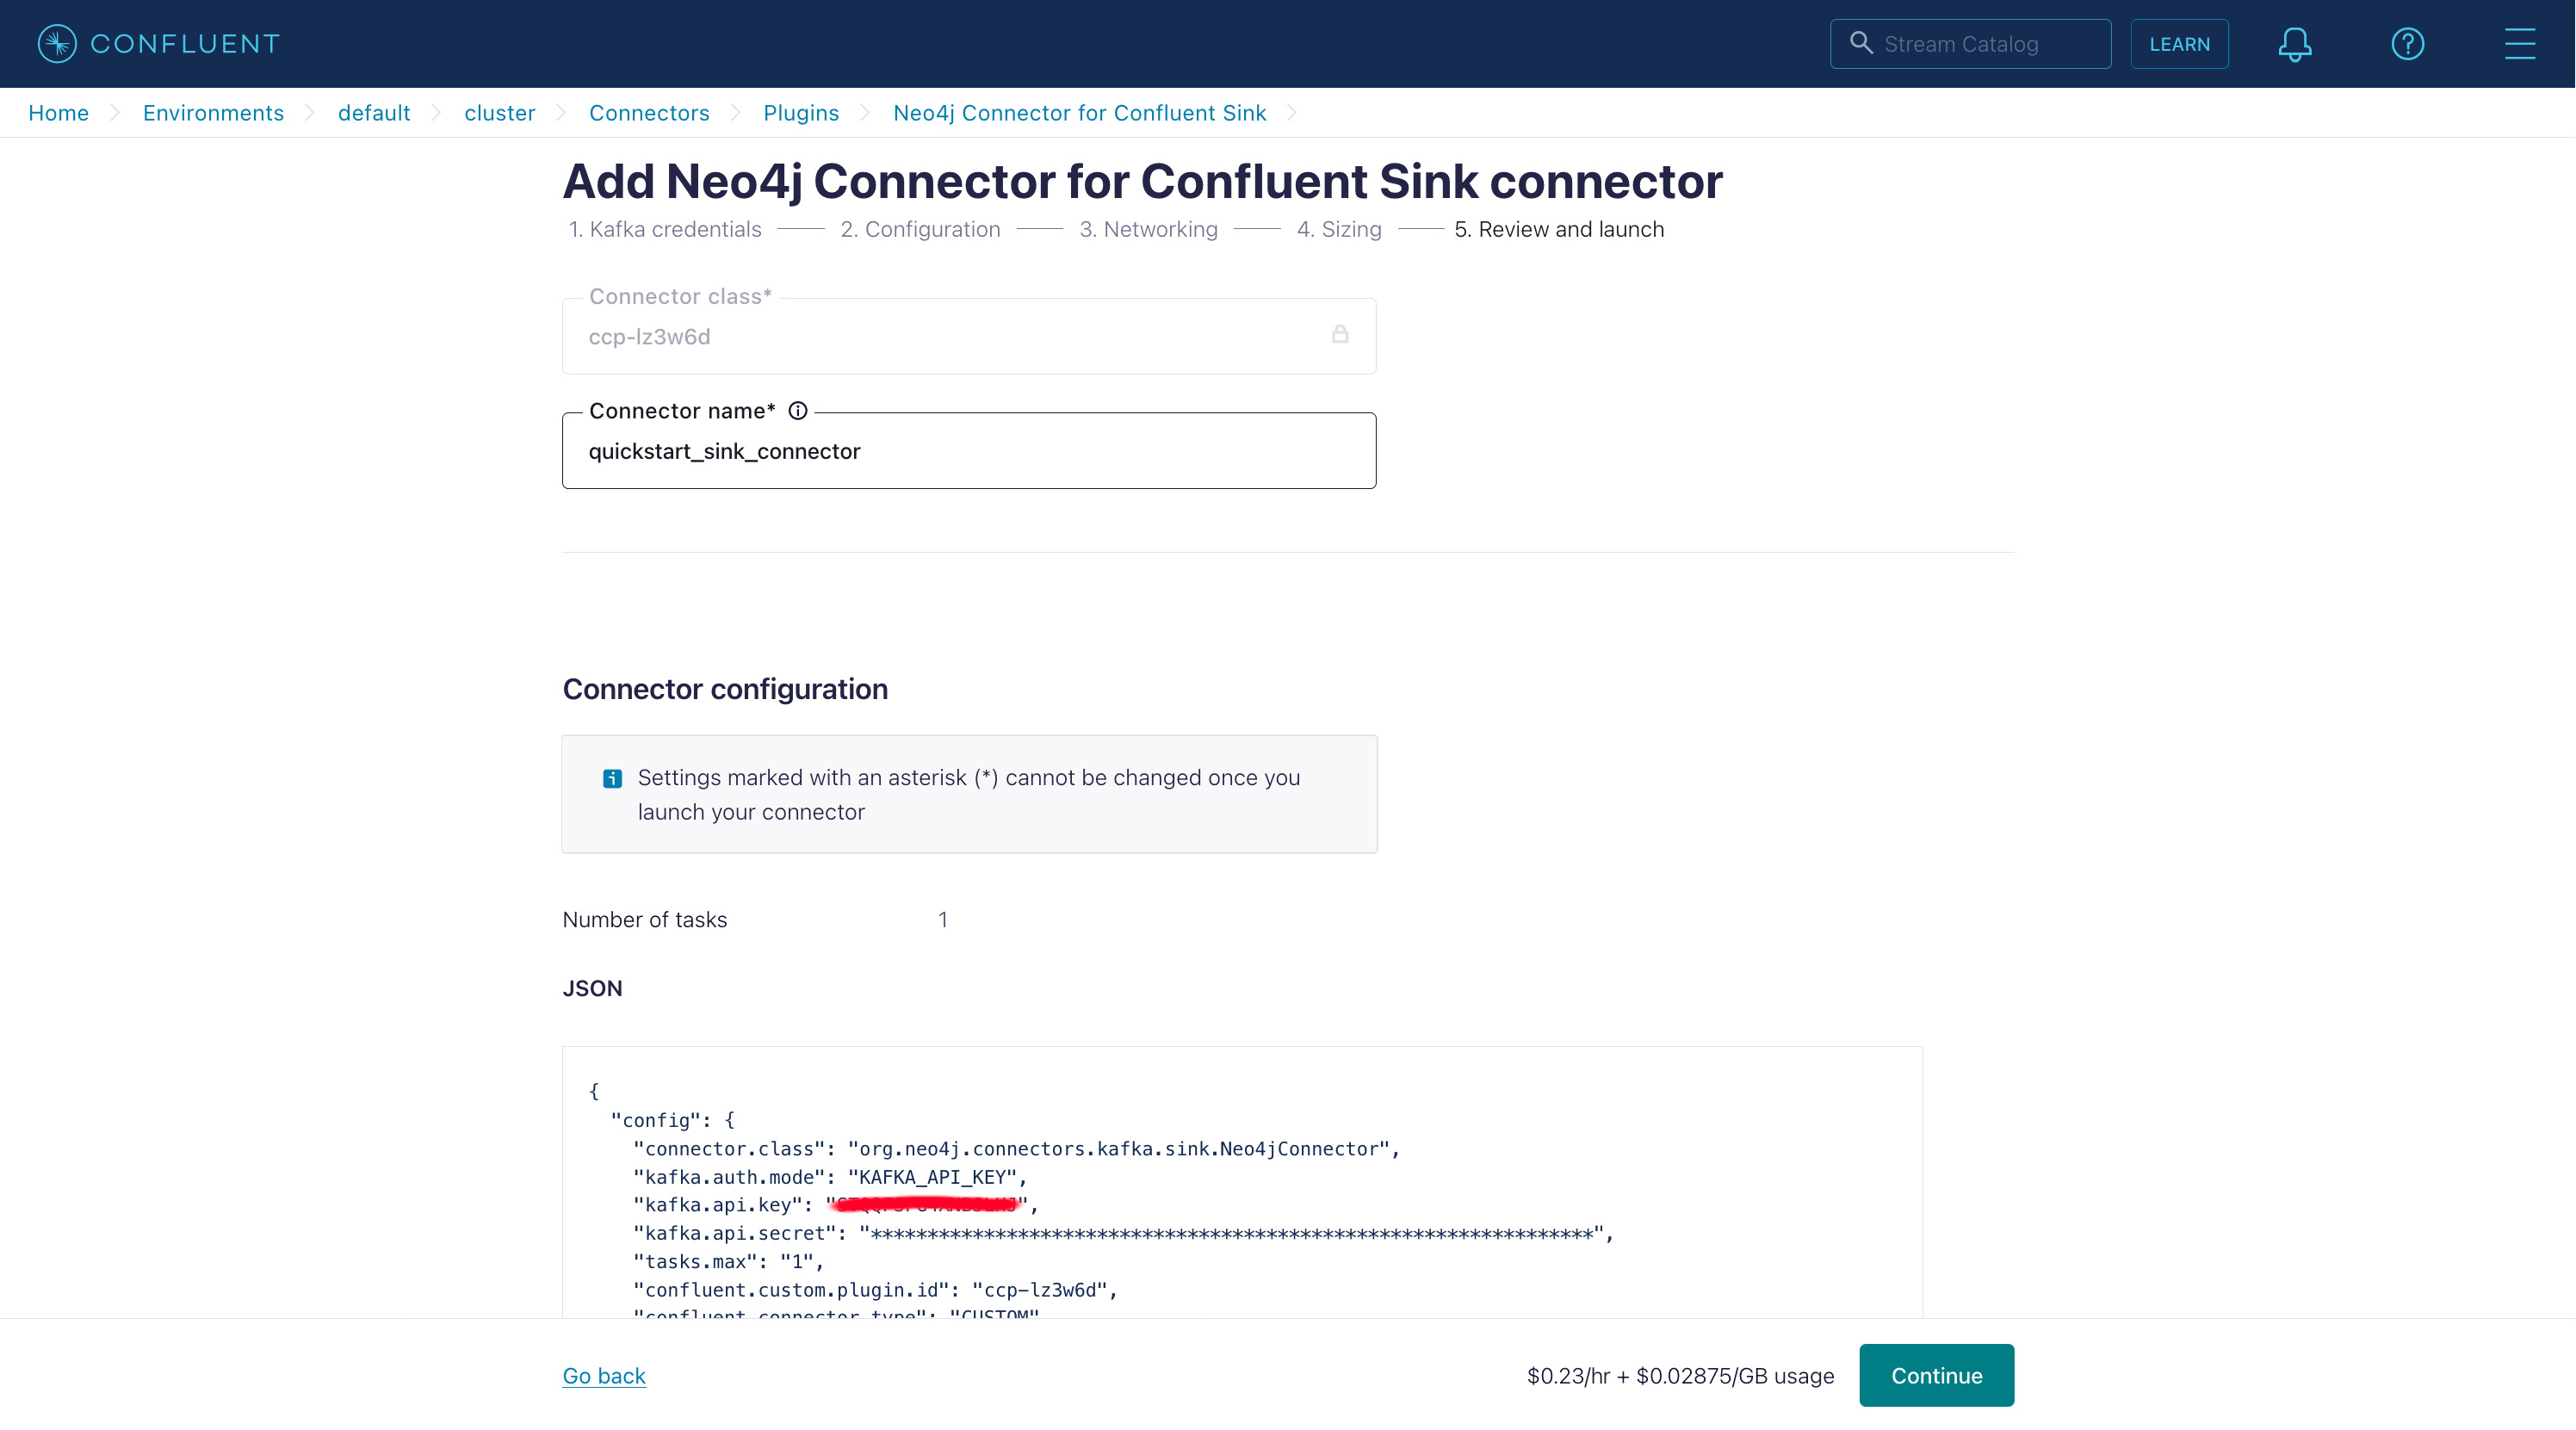 CONFLUENT
Stream Catalog
LEARN
Home
Environments
default
cluster
Connectors
Plugins
Neo4j Connector for Confluent Sink
Add Neo4j Connector for Confluent Sink connector
1. Kafka credentials
2. Configuration
3. Networking
4. Sizing
5. Review and launch
Connector class*
ccp-lz3w6d
Connector name*
quickstart_sink_connector
Connector configuration
Settings marked with an asterisk (*) cannot be changed once you
launch your connector
Number of tasks 1
JSON
{
"config": {
"connector.class": "org.neo4j.connectors.kafka.sink.Neo4jConnector",
"kafka.auth.mode": "KAFKA_API_KEY",
"kafka.api.key": "",
"kafka.api.secret": "****************************************************************",
"tasks.max": "1",
"confluent.custom.plugin.id": "ccp-lz3w6d",
"confluent.connector.type": "CUSTOM"
Go back
$0.23/hr + $0.02875/GB usage
Continue